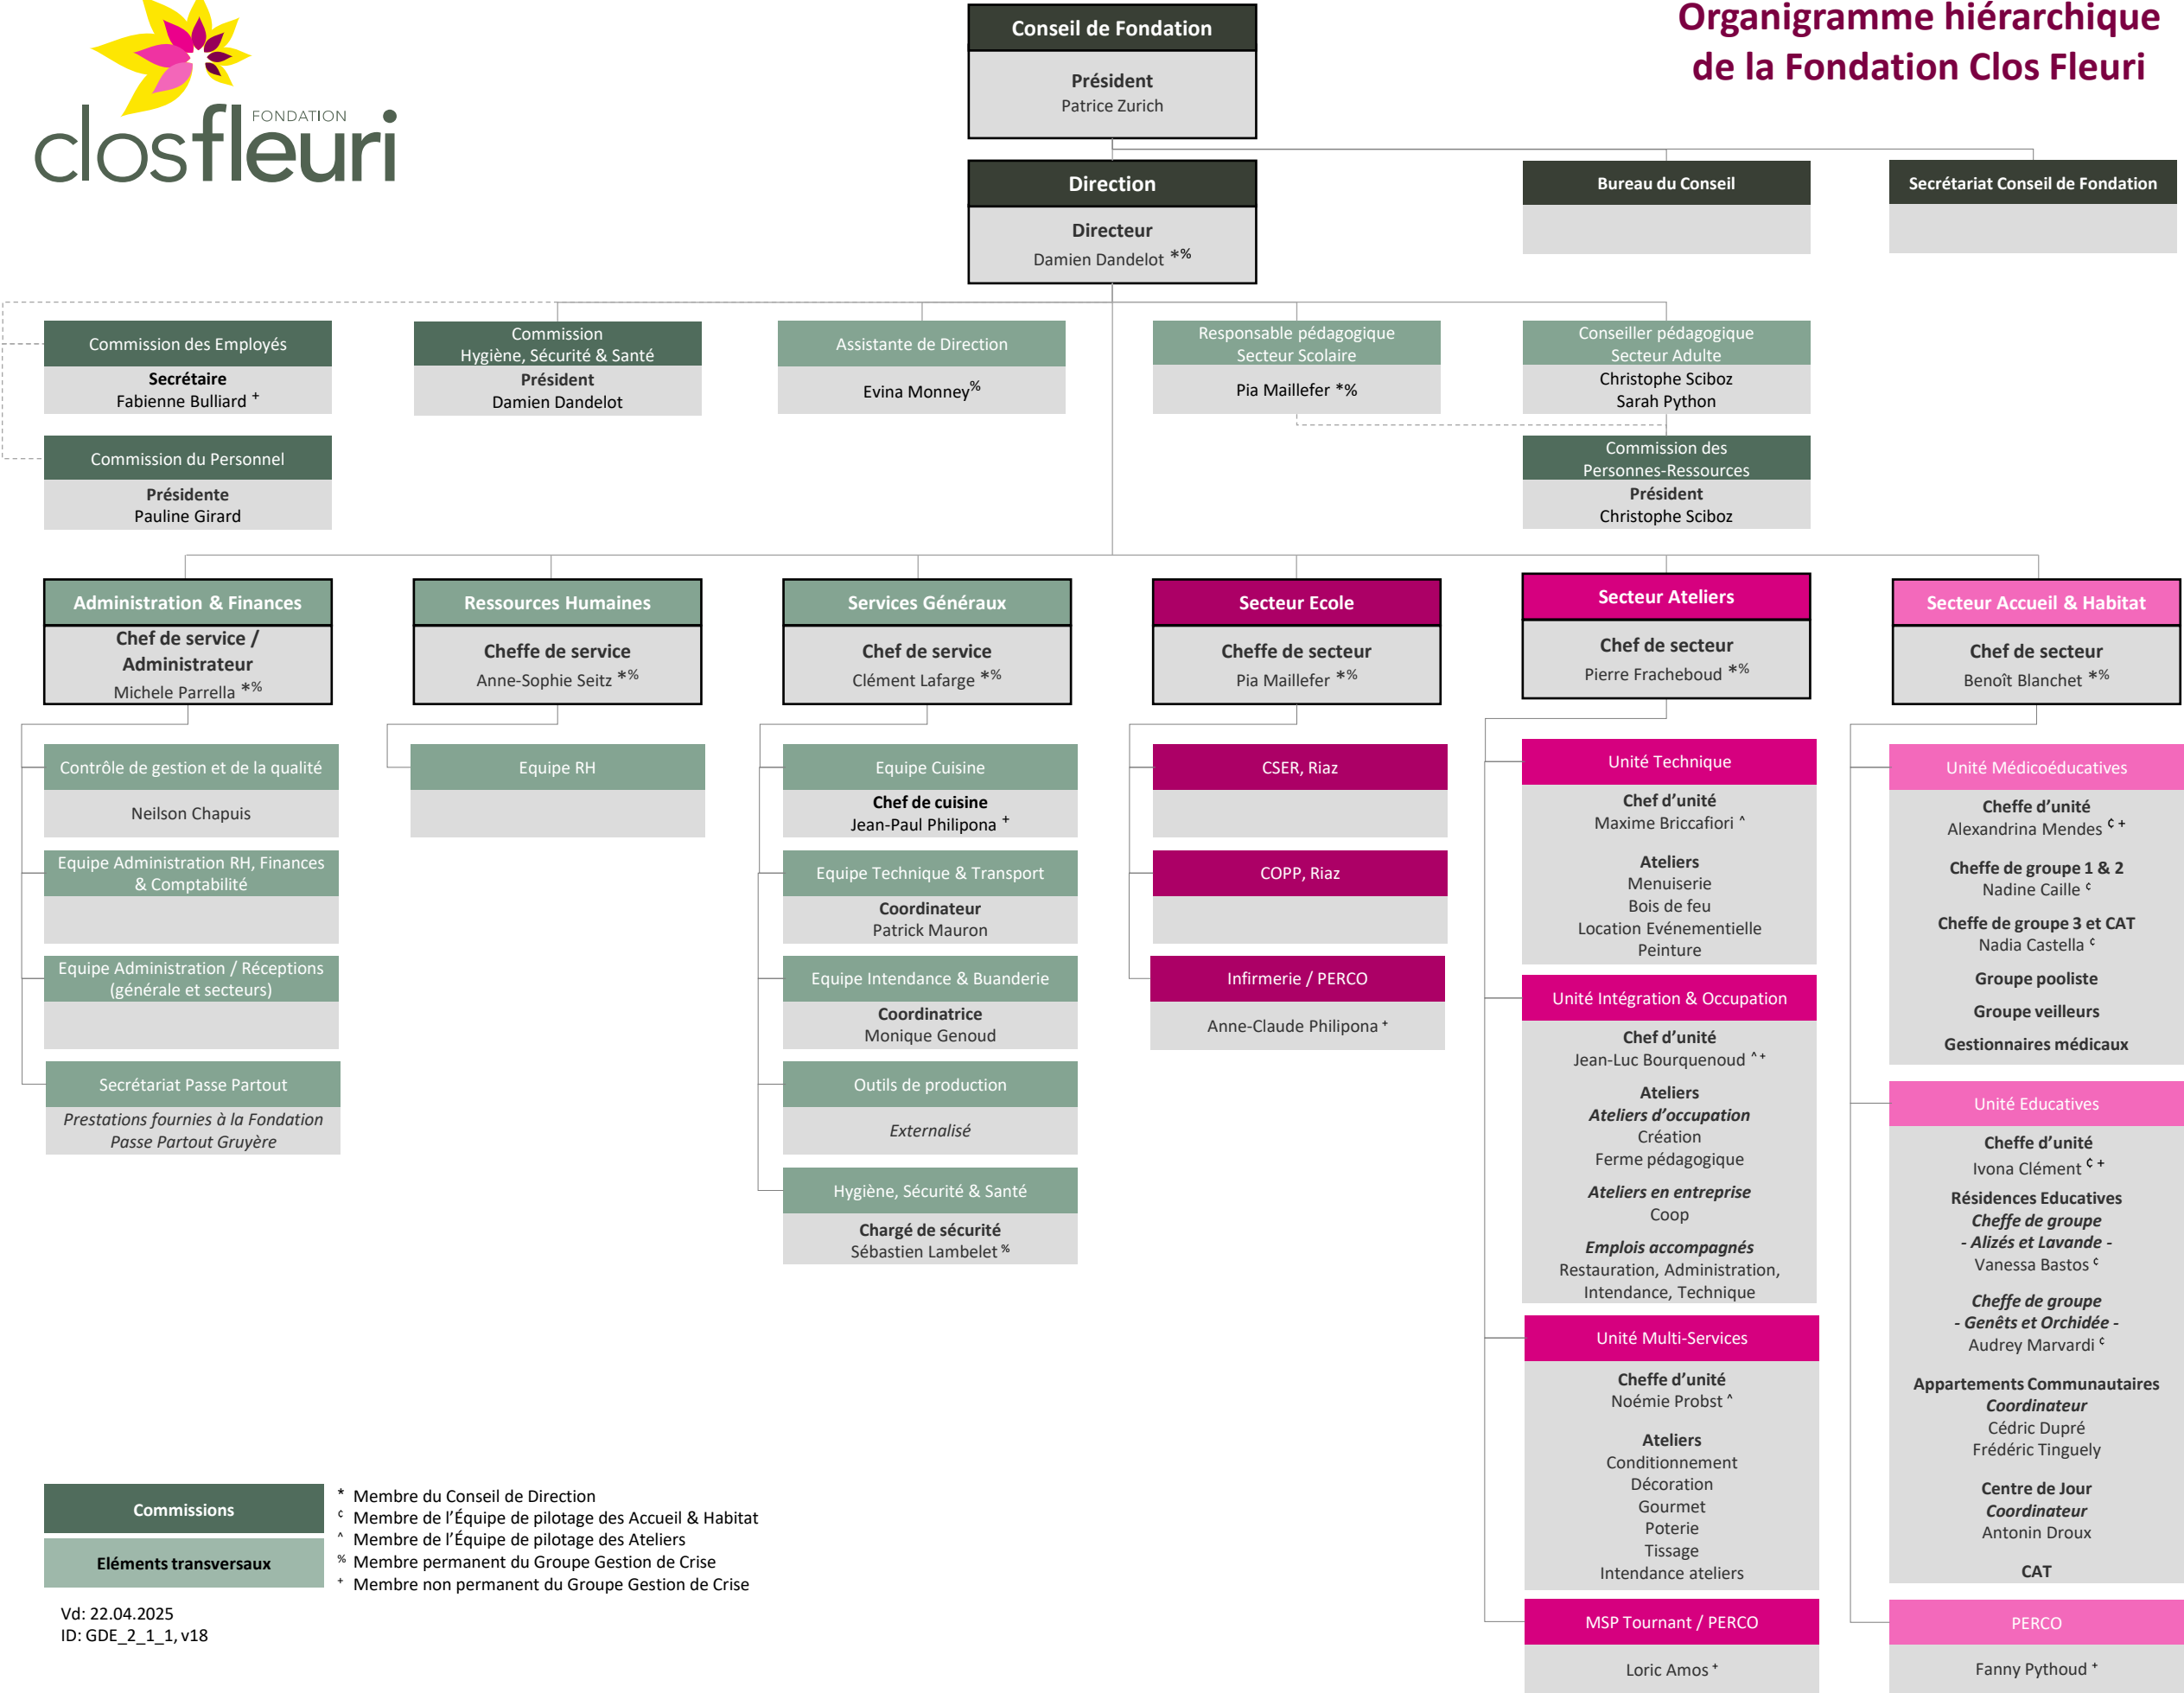 FONDATION
closfleuri
Organigramme hiérarchique
de la Fondation Clos Fleuri
Conseil de Fondation
Président
Patrice Zurich
Direction
Directeur
Damien Dandelot *%
Bureau du Conseil
Secrétariat Conseil de Fondation
Commission des Employés
Secrétaire
Fabienne Bulliard +
Commission
Hygiène, Sécurité & Santé
Président
Damien Dandelot
Assistante de Direction
Evina Monney%
Responsable pédagogique
Secteur Scolaire
Pia Maillefer *%
Conseiller pédagogique
Secteur Adulte
Christophe Sciboz
Sarah Python
Commission du Personnel
Présidente
Pauline Girard
Commission des
Personnes-Ressources
Président
Christophe Sciboz
Administration & Finances
Chef de service /
Administrateur
Michele Parrella *%
Ressources Humaines
Cheffe de service
Anne-Sophie Seitz *%
Services Généraux
Chef de service
Clément Lafarge *%
Secteur Ecole
Cheffe de secteur
Pia Maillefer *%
Secteur Ateliers
Chef de secteur
Pierre Fracheboud *%
Secteur Accueil & Habitat
Chef de secteur
Benoît Blanchet *%
Contrôle de gestion et de la qualité
Neilson Chapuis
Equipe Administration RH, Finances
& Comptabilité
Equipe Administration / Réceptions
(générale et secteurs)
Secrétariat Passe Partout
Prestations fournies à la Fondation
Passe Partout Gruyère
Equipe RH
Equipe Cuisine
Chef de cuisine
Jean-Paul Philipona +
Equipe Technique & Transport
Coordinateur
Patrick Mauron
Equipe Intendance & Buanderie
Coordinatrice
Monique Genoud
Outils de production
Externalisé
Hygiène, Sécurité & Santé
Chargé de sécurité
Sébastien Lambelet %
CSER, Riaz
COPP, Riaz
Infirmerie / PERCO
Anne-Claude Philipona +
Unité Technique
Chef d’unité
Maxime Briccafiori ^
Ateliers
Menuiserie
Bois de feu
Location Evénementielle
Peinture
Unité Intégration & Occupation
Chef d’unité
Jean-Luc Bourquenoud ^ +
Ateliers
Ateliers d’occupation
Création
Ferme pédagogique
Ateliers en entreprise
Coop
Emplois accompagnés
Restauration, Administration,
Intendance, Technique
Unité Multi-Services
Cheffe d’unité
Noémie Probst ^
Ateliers
Conditionnement
Décoration
Gourmet
Poterie
Tissage
Intendance ateliers
MSP Tournant / PERCO
Loric Amos +
Unité Médicoéducatives
Cheffe d’unité
Alexandrina Mendes ¢ +
Cheffe de groupe 1 & 2
Nadine Caille ¢
Cheffe de groupe 3 et CAT
Nadia Castella ¢
Groupe pooliste
Groupe veilleurs
Gestionnaires médicaux
Unité Educatives
Cheffe d’unité
Ivona Clément ¢ +
Résidences Educatives
Cheffe de groupe
- Alizés et Lavande -
Vanessa Bastos ¢
Cheffe de groupe
- Genêts et Orchidée -
Audrey Marvardi ¢
Appartements Communautaires
Coordinateur
Cédric Dupré
Frédéric Tinguely
Centre de Jour
Coordinateur
Antonin Droux
CAT
PERCO
Fanny Pythoud +
Commissions
Eléments transversaux
* Membre du Conseil de Direction
¢ Membre de l’Équipe de pilotage des Accueil & Habitat
^ Membre de l’Équipe de pilotage des Ateliers
% Membre permanent du Groupe Gestion de Crise
+ Membre non permanent du Groupe Gestion de Crise
Vd: 22.04.2025
ID: GDE_2_1_1, v18